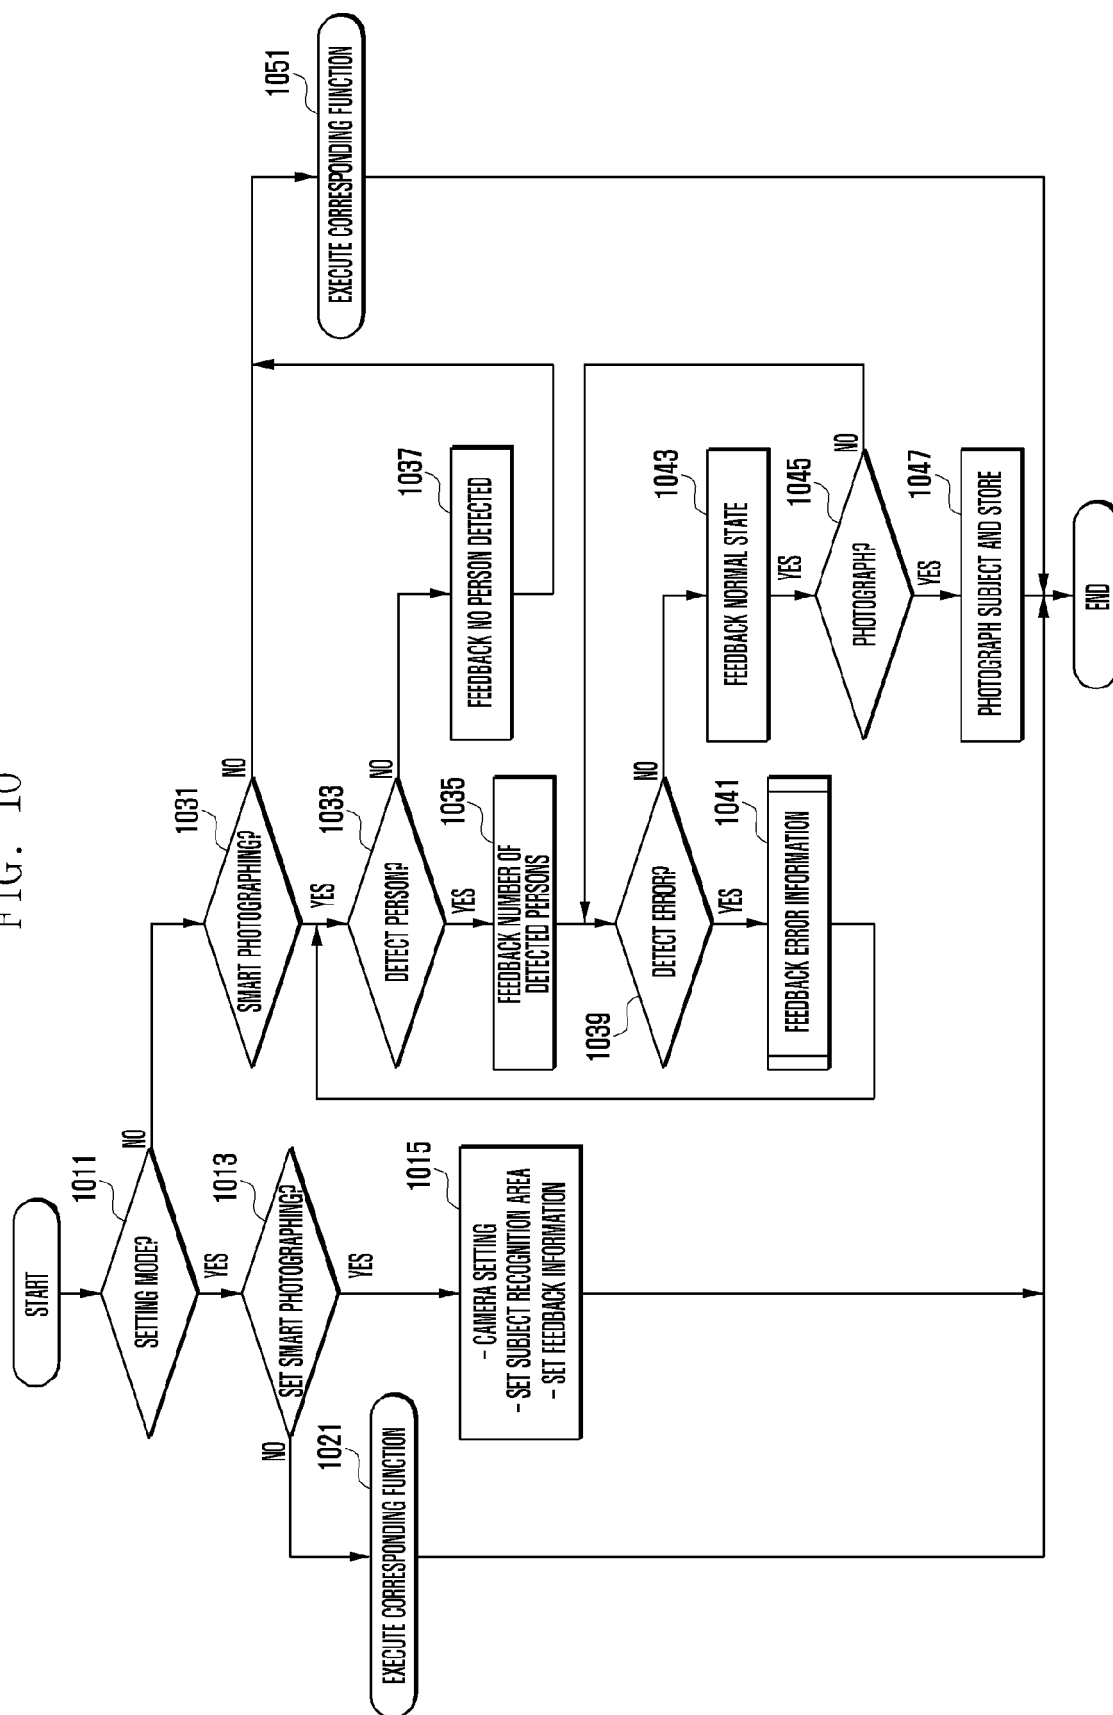 FIG. 10
START
1011
SETTING MODE?
NO
YES
1013
SET SMART PHOTOGRAPHING?
NO
YES
1021
EXECUTE CORRESPONDING FUNCTION
1015
- CAMERA SETTING
- SET SUBJECT RECOGNITION AREA
- SET FEEDBACK INFORMATION
1031
SMART PHOTOGRAPHING?
NO
YES
1051
EXECUTE CORRESPONDING FUNCTION
1033
DETECT PERSON?
NO
YES
1037
FEEDBACK NO PERSON DETECTED
1035
FEEDBACK NUMBER OF
DETECTED PERSONS
1039
DETECT ERROR?
NO
YES
1041
FEEDBACK ERROR INFORMATION
1043
FEEDBACK NORMAL STATE
YES
1045
PHOTOGRAPH?
NO
YES
1047
PHOTOGRAPH SUBJECT AND STORE
END